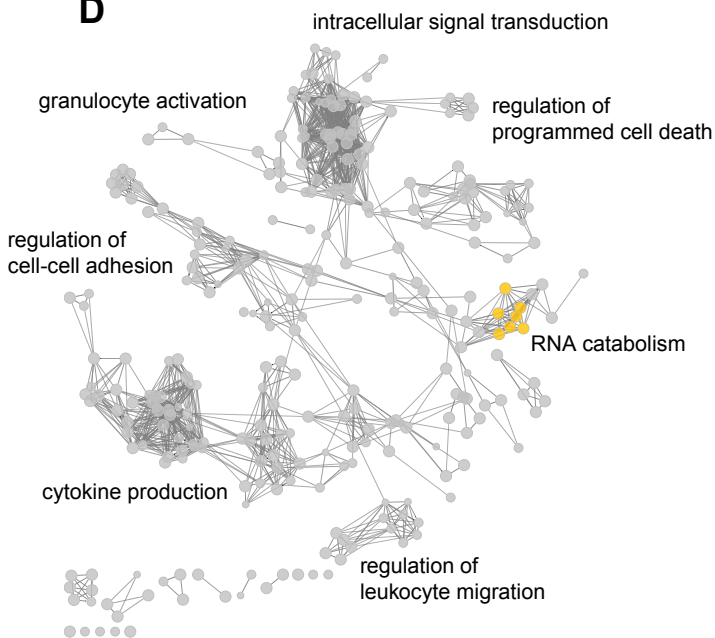 D
intracellular signal transduction
granulocyte activation
regulation of
programmed cell death
regulation of
cell-cell adhesion
RNA catabolism
cytokine production
regulation of
leukocyte migration